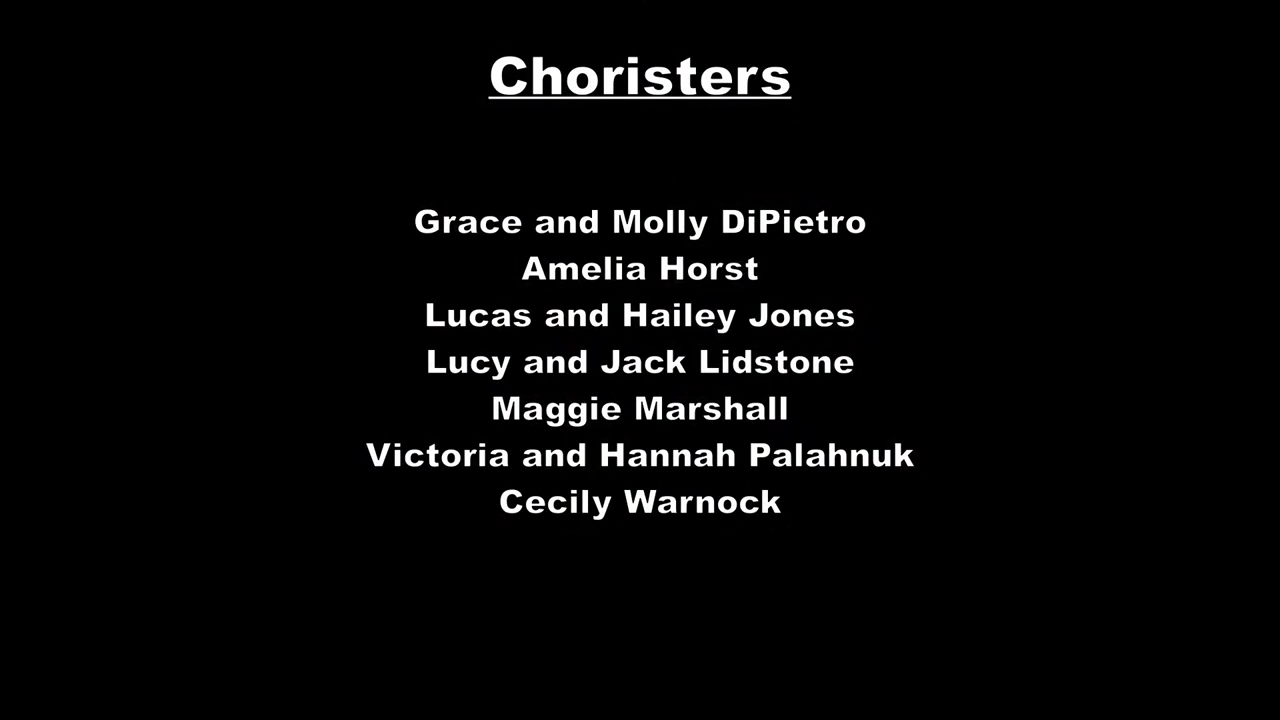 Choristers
Grace and Molly DiPietro
Amelia Horst
Lucas and Hailey Jones
Lucy and Jack Lidstone
Maggie Marshall
Victoria and Hannah Palahnuk
Cecily Warnock